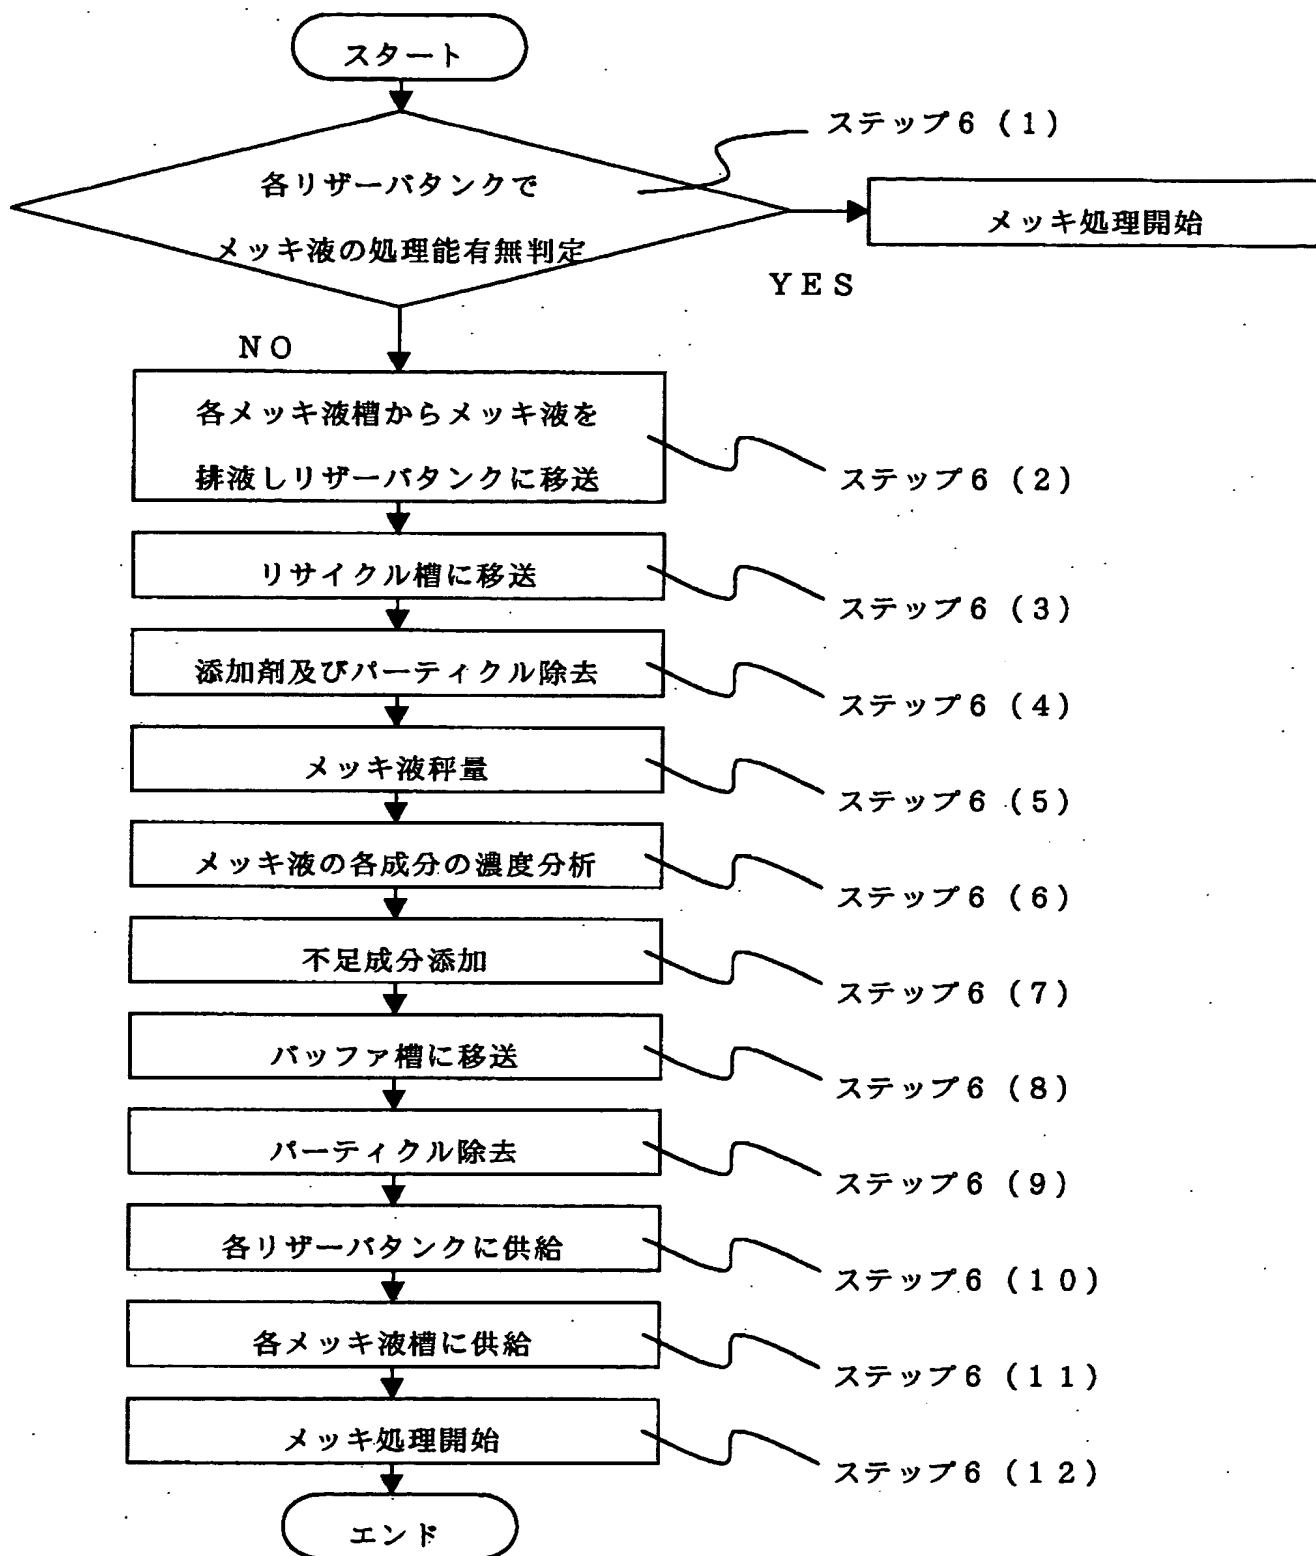 スタート
ステップ6(1)
各リザーバタンクで
メッキ液の処理能有無判定
メッキ処理開始
YES
NO
各メッキ液槽からメッキ液を
排液しリザーバタンクに移送
ステップ6(2)
リサイクル槽に移送
ステップ6(3)
添加剤及びパーティクル除去
ステップ6(4)
メッキ液秤量
ステップ6(5)
メッキ液の各成分の濃度分析
ステップ6(6)
不足成分添加
ステップ6(7)
バッファ槽に移送
ステップ6(8)
パーティクル除去
ステップ6(9)
各リザーバタンクに供給
ステップ6(10)
各メッキ液槽に供給
ステップ6(11)
メッキ処理開始
ステップ6(12)
エンド